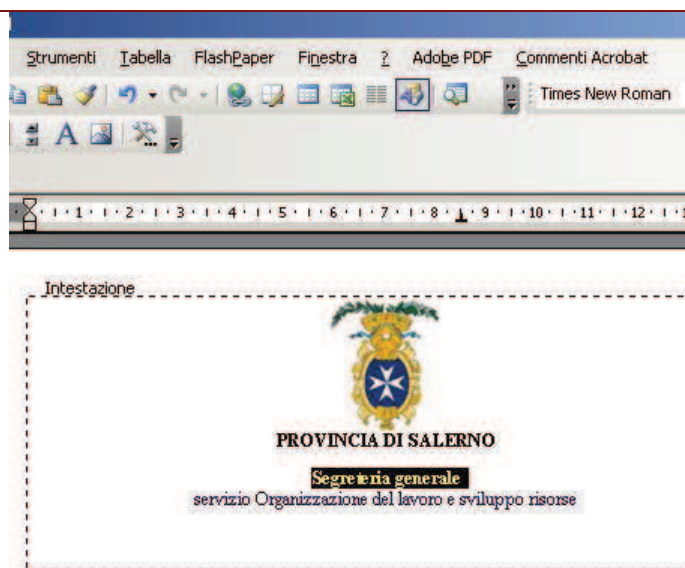 Strumenti Tabella FlashPaper Finestra ? Adobe PDF Commenti Acrobat
Times New Roman
A
1 2 3 4 5 6 7 8 9 10 11 12
Intestazione
PROVINCIA DI SALERNO
Segreteria generale
servizio Organizzazione del lavoro e sviluppo risorse